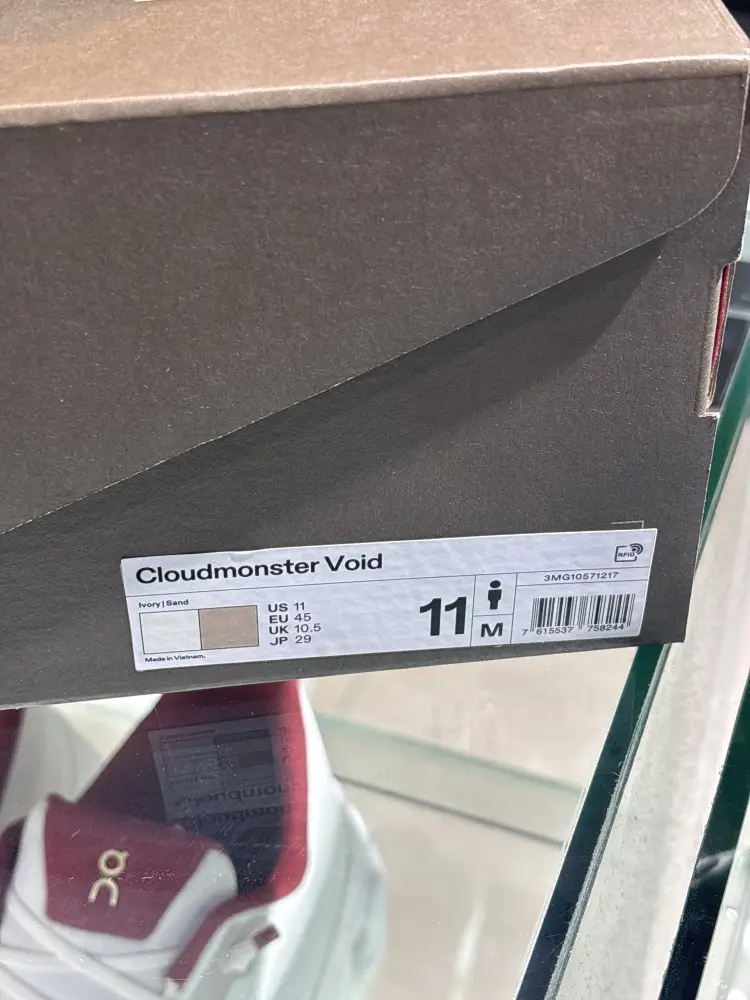 Cloudmonster Void
RFID
3MG10571217
Ivory | Sand
US 11
EU 45
UK 10.5
JP 29
11
M
7 615537 758244
Made in Vietnam.